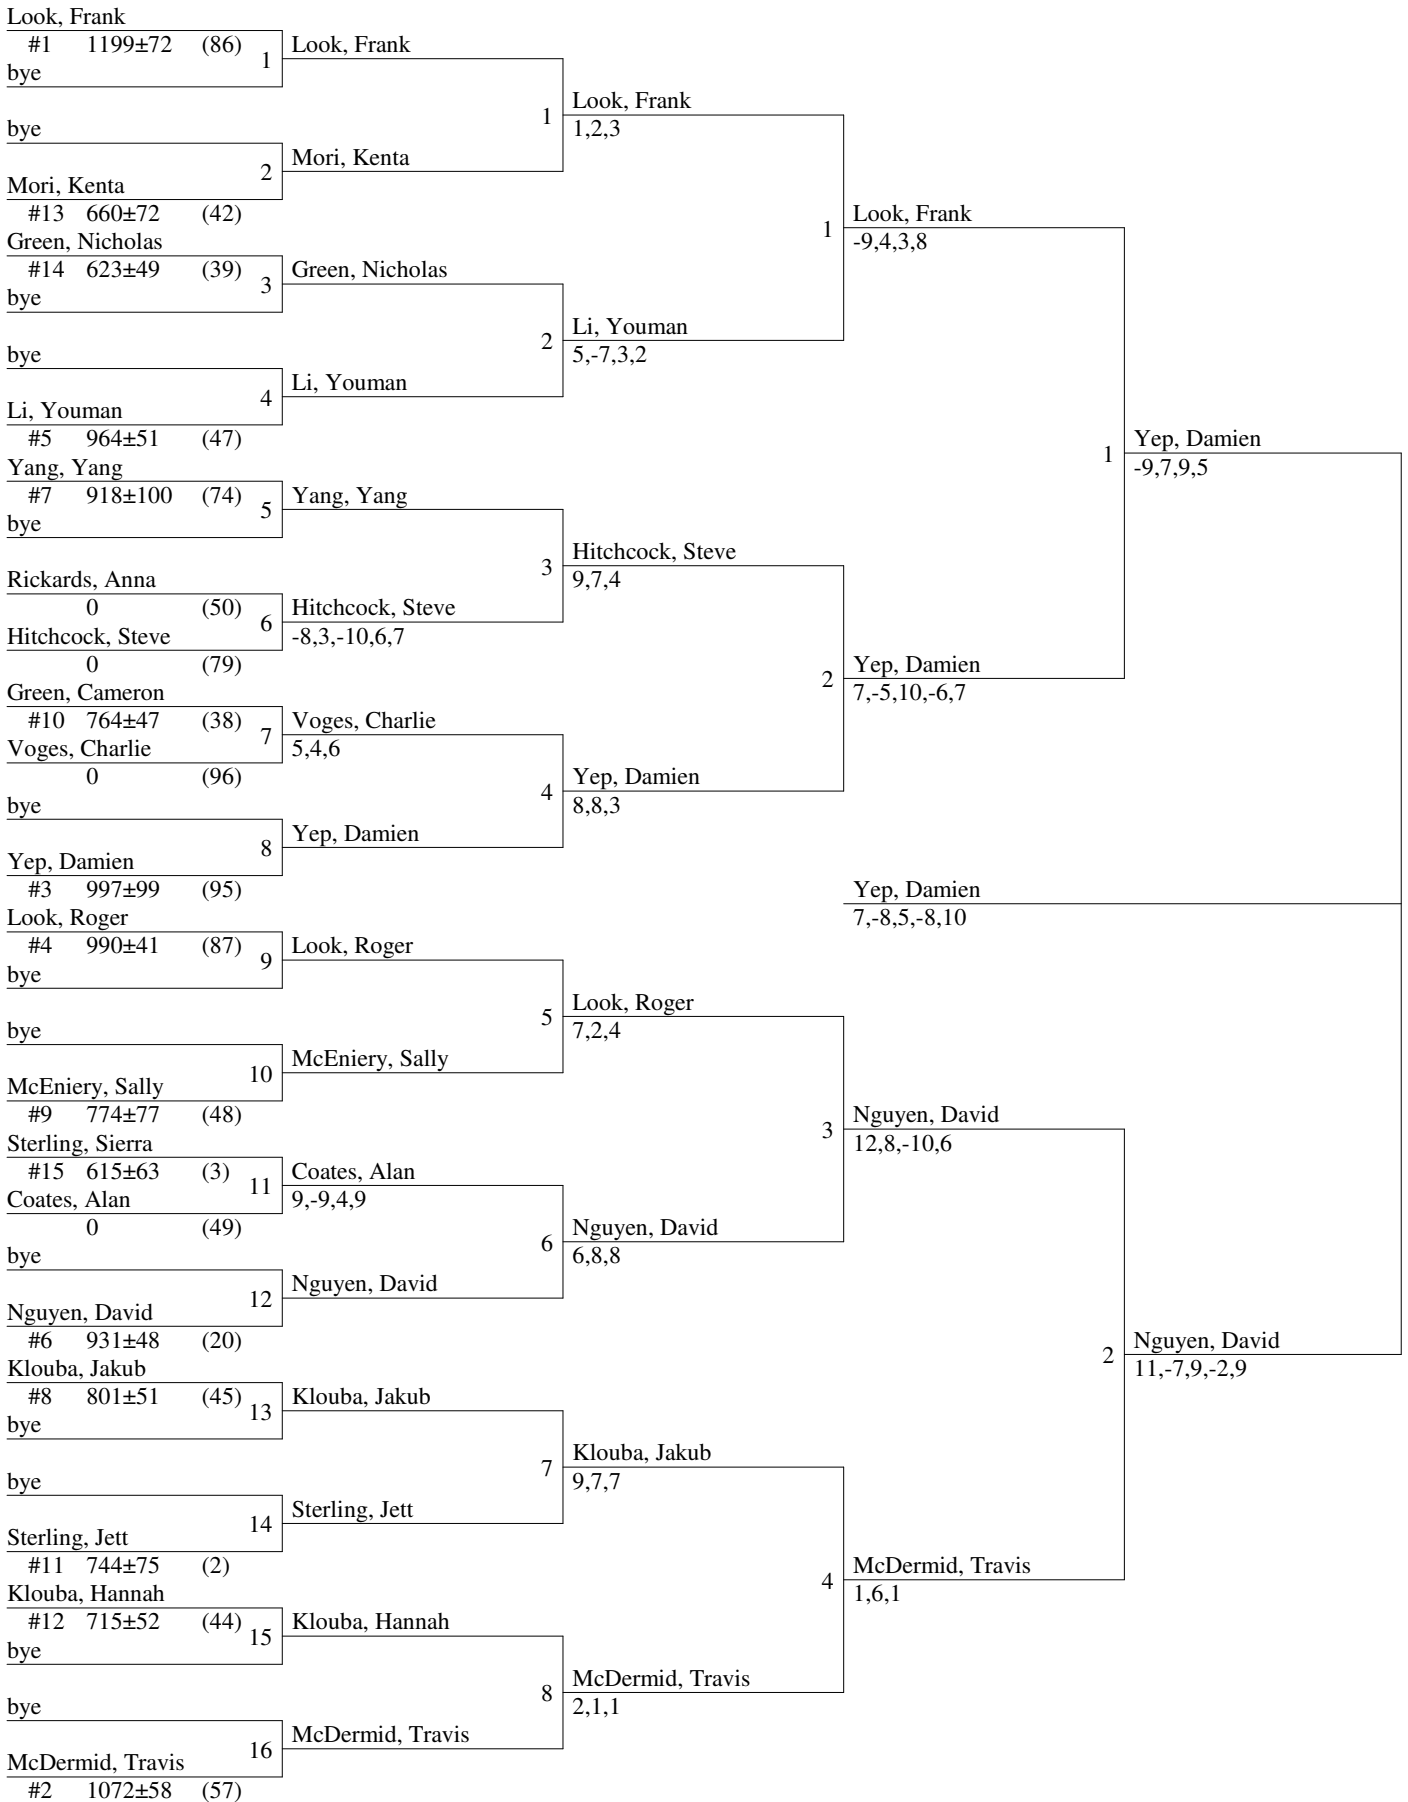 Look, Frank
#1 1199±72 (86)
bye
1
bye
Mori, Kenta
#13 660±72 (42)
2
Green, Nicholas
#14 623±49 (39)
bye
3
bye
Li, Youman
#5 964±51 (47)
4
Yang, Yang
#7 918±100 (74)
bye
5
Rickards, Anna
0 (50)
Hitchcock, Steve
0 (79)
6
Green, Cameron
#10 764±47 (38)
Voges, Charlie
0 (96)
7
bye
Yep, Damien
#3 997±99 (95)
8
Look, Roger
#4 990±41 (87)
bye
9
bye
McEniery, Sally
#9 774±77 (48)
10
Sterling, Sierra
#15 615±63 (3)
Coates, Alan
0 (49)
11
bye
Nguyen, David
#6 931±48 (20)
12
Klouba, Jakub
#8 801±51 (45)
bye
13
bye
Sterling, Jett
#11 744±75 (2)
14
Klouba, Hannah
#12 715±52 (44)
bye
15
bye
McDermid, Travis
#2 1072±58 (57)
16
Look, Frank
Mori, Kenta
1
Green, Nicholas
Li, Youman
2
Yang, Yang
Hitchcock, Steve
-8,3,-10,6,7
3
Voges, Charlie
5,4,6
Yep, Damien
4
Look, Roger
McEniery, Sally
5
Coates, Alan
9,-9,4,9
Nguyen, David
6
Klouba, Jakub
Sterling, Jett
7
Klouba, Hannah
McDermid, Travis
8
Look, Frank
1,2,3
Li, Youman
5,-7,3,2
1
Hitchcock, Steve
9,7,4
Yep, Damien
8,8,3
2
Look, Roger
7,2,4
Nguyen, David
6,8,8
3
Klouba, Jakub
9,7,7
McDermid, Travis
2,1,1
4
Look, Frank
-9,4,3,8
Yep, Damien
7,-5,10,-6,7
1
Nguyen, David
12,8,-10,6
McDermid, Travis
1,6,1
2
Yep, Damien
-9,7,9,5
Nguyen, David
11,-7,9,-2,9
Yep, Damien
7,-8,5,-8,10